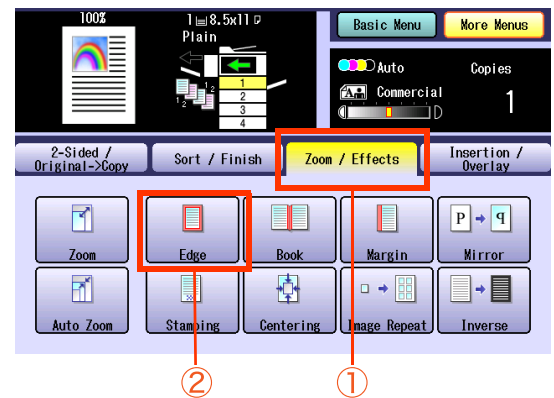 100%
1 8.5x11
Plain
1 2
1
2
3
4
Basic Menu
More Menus
Auto
Copies
Commercial
1
D
2-Sided /
Original->Copy
Sort / Finish
Zoom / Effects
Insertion /
Overlay
Zoom
Edge
Book
Margin
P q
Mirror
Auto Zoom
Stamping
Centering
Image Repeat
Inverse
② ①